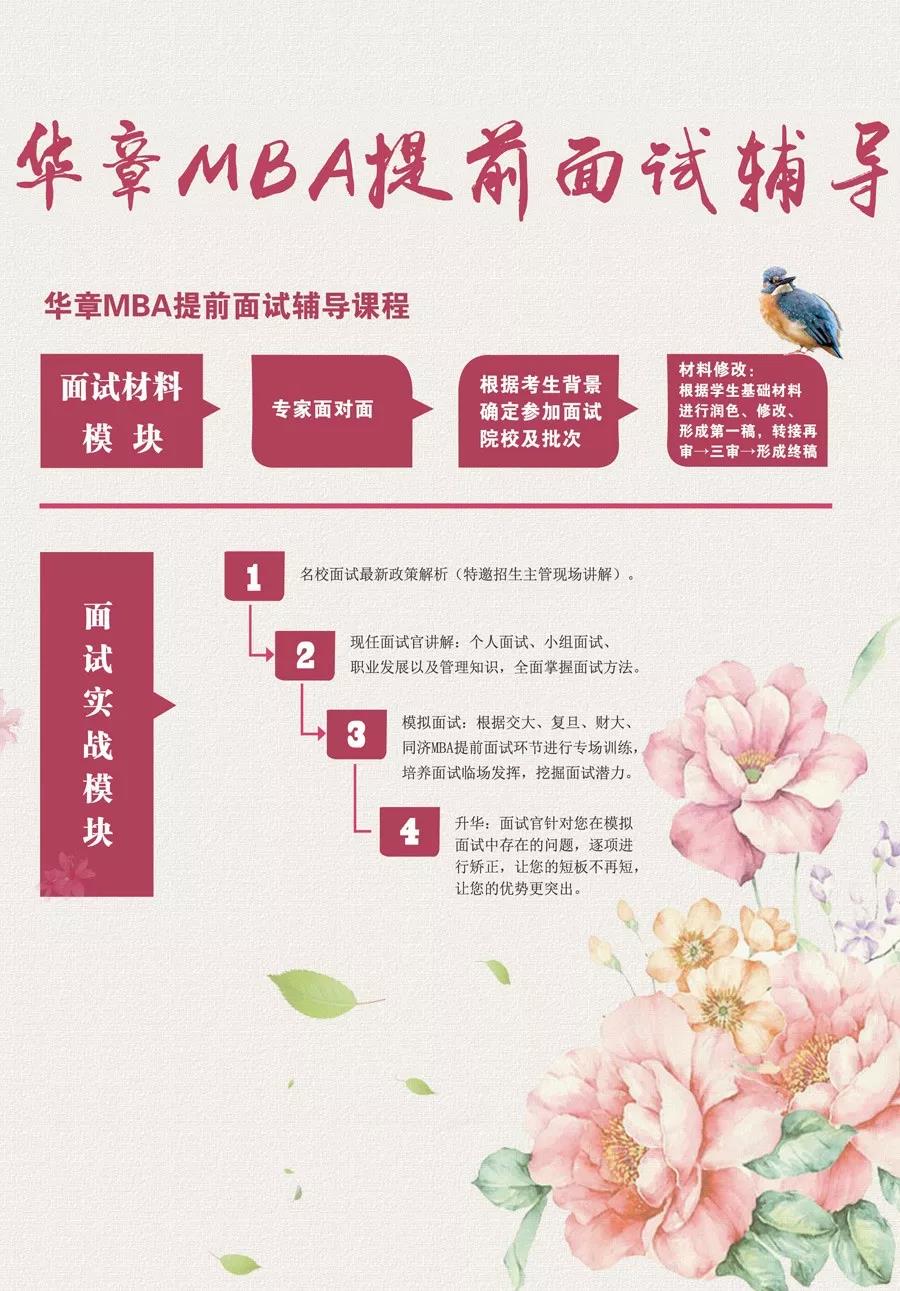 华章MBA提前面试辅导
华章MBA提前面试辅导课程
面试材料
模 块
专家面对面
根据考生背景
确定参加面试
院校及批次
材料修改：
根据学生基础材料
进行润色、修改、
形成第一稿，转接再
审→三审→形成终稿
面试实战模块
1
名校面试最新政策解析（特邀招生主管现场讲解）。
2
现任面试官讲解：个人面试、小组面试、
职业发展以及管理知识，全面掌握面试方法。
3
模拟面试：根据交大、复旦、财大、
同济MBA提前面试环节进行专场训练，
培养面试临场发挥，挖掘面试潜力。
4
升华：面试官针对您在模拟
面试中存在的问题，逐项进
行矫正，让您的短板不再短，
让您的优势更突出。